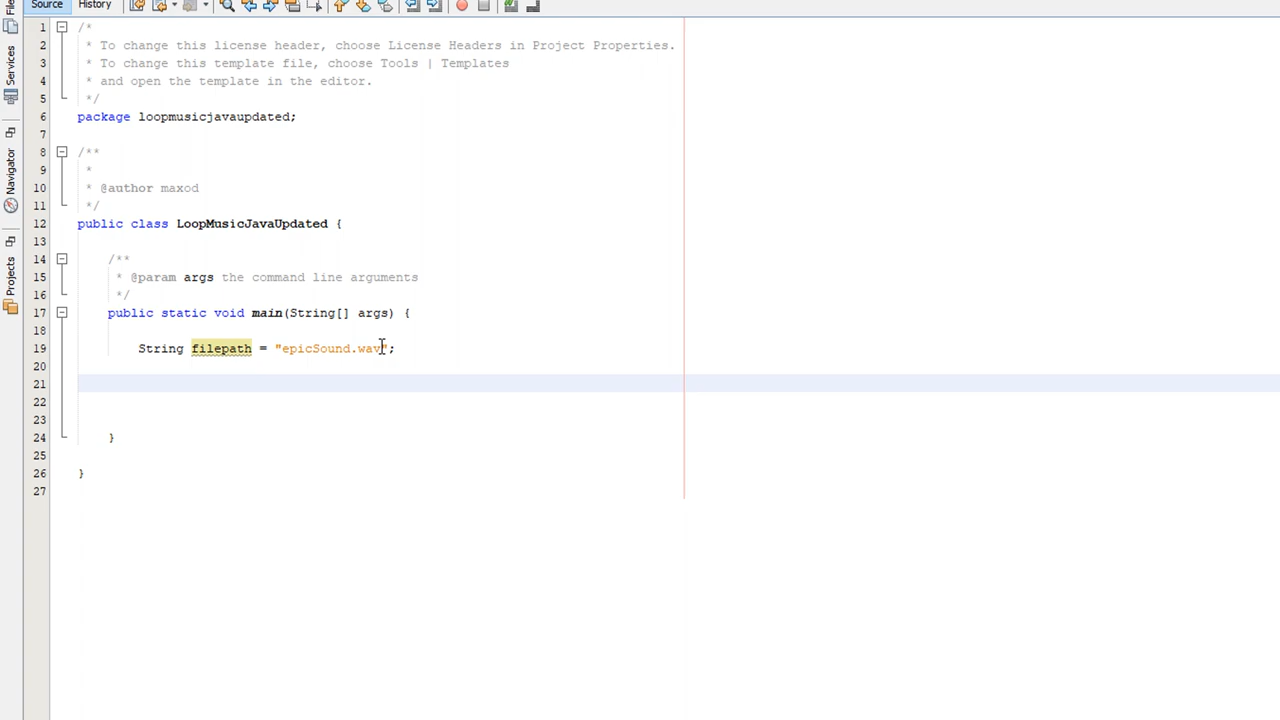 Source History
1 /*
2 * To change this license header, choose License Headers in Project Properties.
3 * To change this template file, choose Tools | Templates
4 * and open the template in the editor.
5 */
6 package loopmusicjavaupdated;
7
8 /**
9 *
10 * @author maxod
11 */
12 public class LoopMusicJavaUpdated {
13
14 /**
15 * @param args the command line arguments
16 */
17 public static void main(String[] args) {
18
19 String filepath = "epicSound.wav";
20
21
22
23
24 }
25
26 }
27
Services
Navigator
Projects